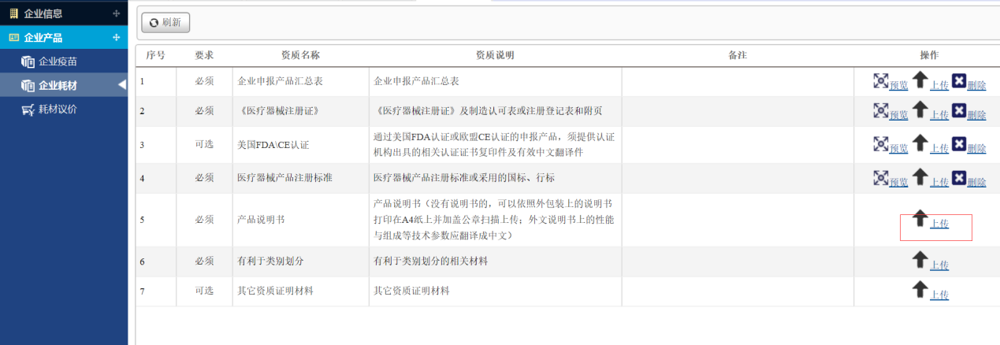 企业信息
企业产品
企业疫苗
企业耗材
耗材议价
刷新
序号 要求 资质名称 资质说明 备注 操作
1 必须 企业申报产品汇总表 企业申报产品汇总表 预览 上传 删除
2 必须 《医疗器械注册证》 《医疗器械注册证》及制造认可表或注册登记表和附页 预览 上传 删除
3 可选 美国FDA\CE认证 通过美国FDA认证或欧盟CE认证的申报产品，须提供认证
机构出具的相关认证证书复印件及有效中文翻译件 预览 上传 删除
4 必须 医疗器械产品注册标准 医疗器械产品注册标准或采用的国标、行标 预览 上传 删除
5 必须 产品说明书 产品说明书（没有说明书的，可以依照外包装上的说明书
打印在A4纸上并加盖公章扫描上传；外文说明书上的性能
与组成等技术参数应翻译成中文） 上传
6 必须 有利于类别划分 有利于类别划分的相关材料 上传
7 可选 其它资质证明材料 其它资质证明材料 上传